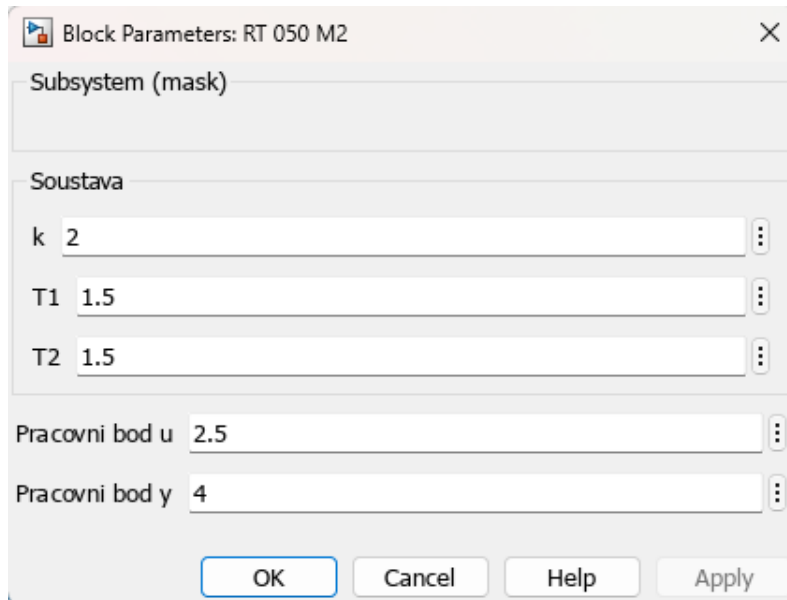 Block Parameters: RT 050 M2
Subsystem (mask)
Soustava
k 2
T1 1.5
T2 1.5
Pracovni bod u 2.5
Pracovni bod y 4
OK Cancel Help Apply